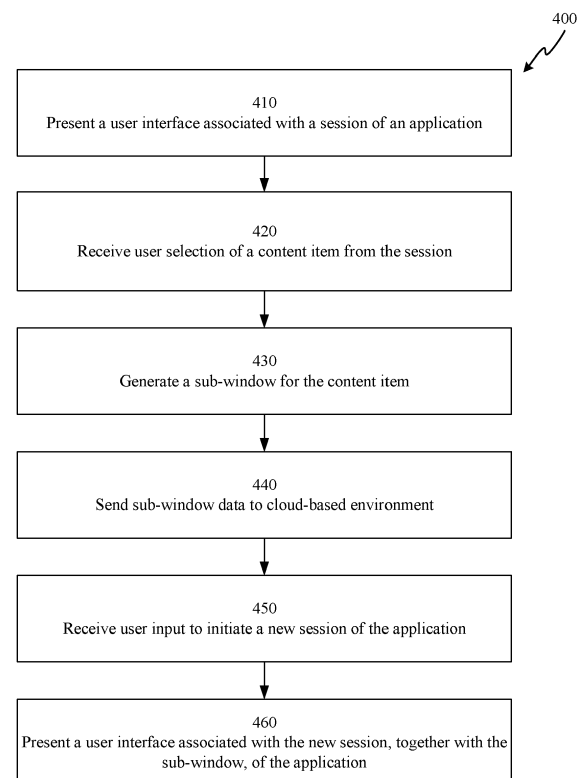 400
410
Present a user interface associated with a session of an application
420
Receive user selection of a content item from the session
430
Generate a sub-window for the content item
440
Send sub-window data to cloud-based environment
450
Receive user input to initiate a new session of the application
460
Present a user interface associated with the new session, together with the
sub-window, of the application